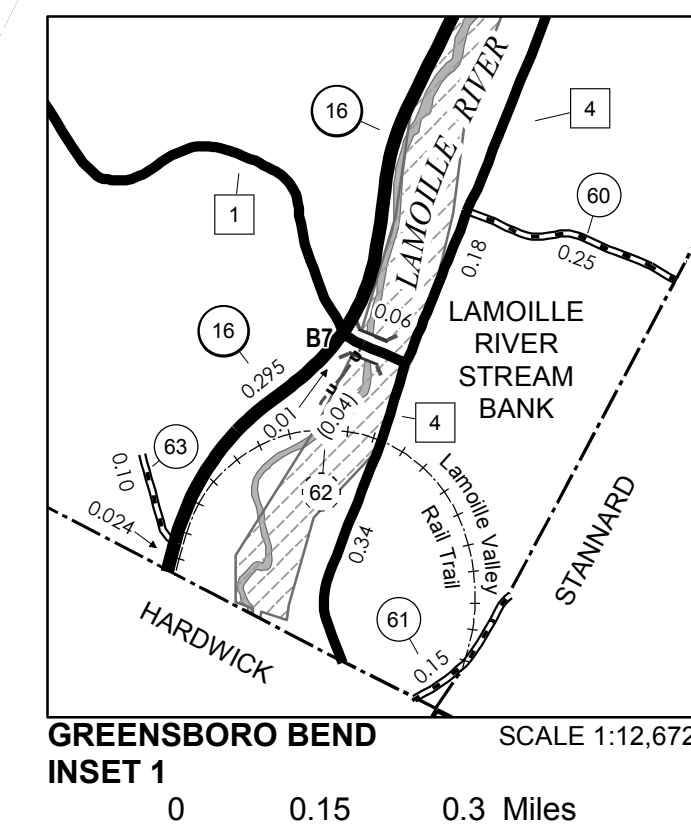 16
LAMOILLE RIVER
4
1
60
0.18
0.25
0.06
LAMOILLE
RIVER
STREAM
BANK
16
B7
0.295
0.01
(0.04)
4
63
0.10
62
Lamoille Valley
Rail Trail
0.024
0.34
STANNARD
61
0.15
HARDWICK
GREENSBORO BEND
INSET 1
SCALE 1:12,672
0 0.15 0.3 Miles